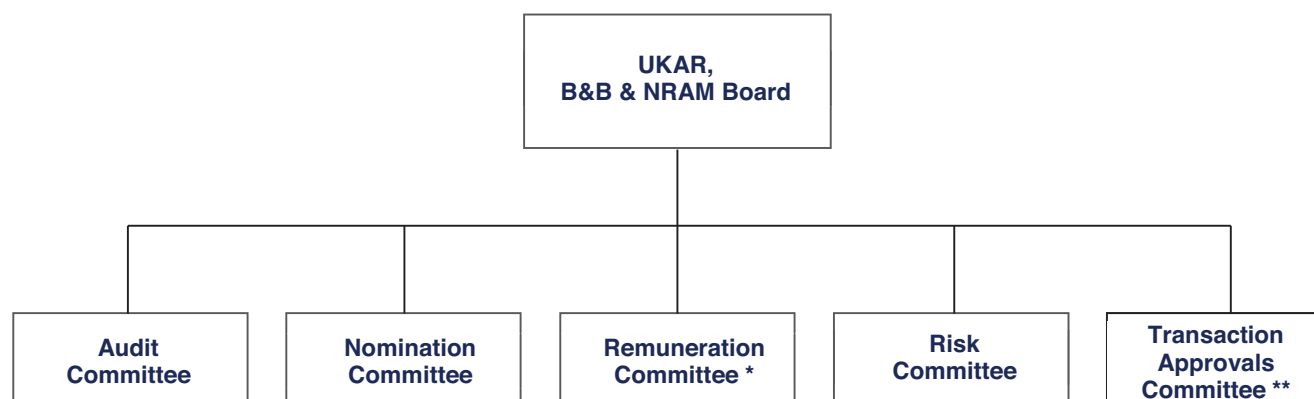 UKAR,
B&B & NRAM Board
Audit
Committee
Nomination
Committee
Remuneration
Committee *
Risk
Committee
Transaction
Approvals
Committee **